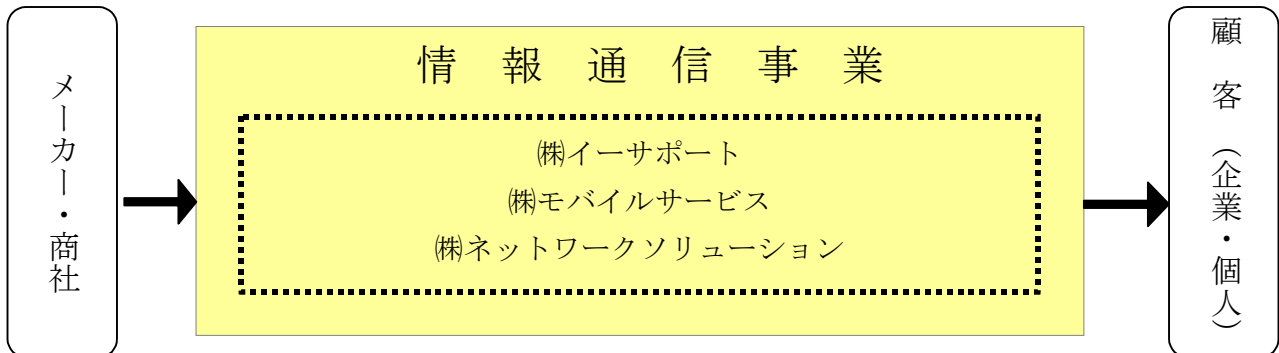 メーカー・商社
情報通信事業
㈱イーサポート
㈱モバイルサービス
㈱ネットワークソリューション
顧客（企業・個人）